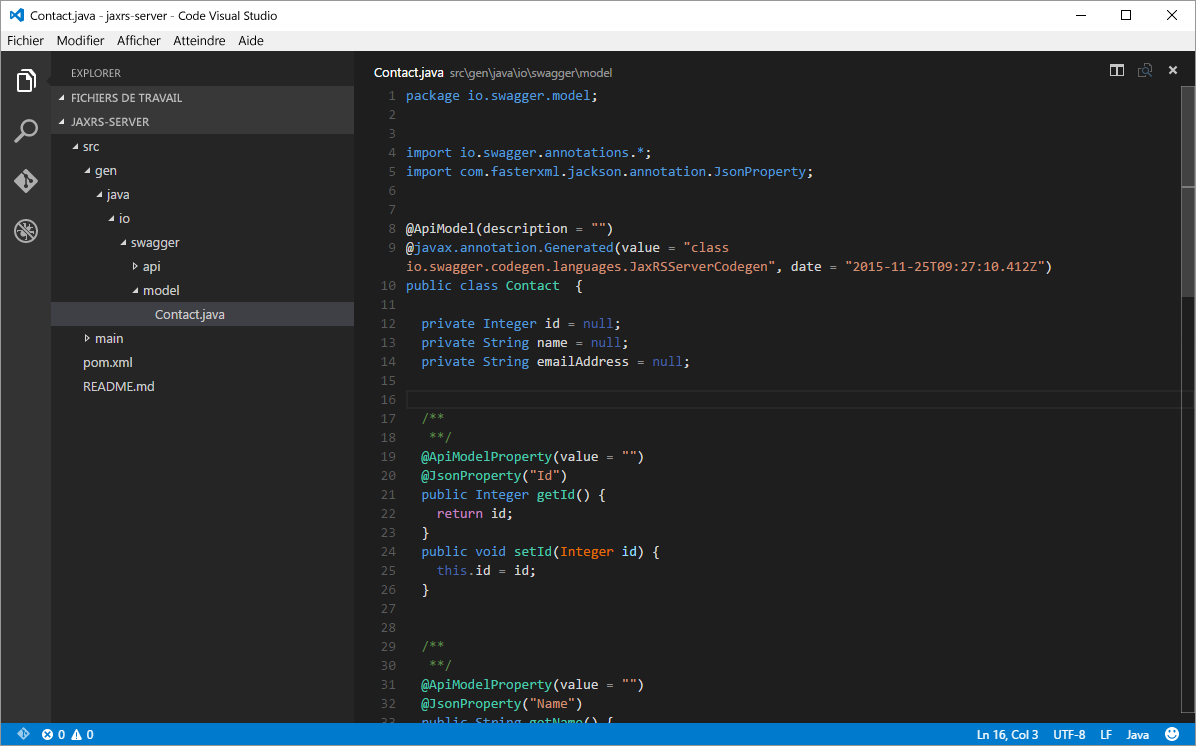 Contact.java - jaxrs-server - Code Visual Studio
Fichier Modifier Afficher Atteindre Aide
EXPLORER
FICHIERS DE TRAVAIL
JAXRS-SERVER
src
gen
java
io
swagger
api
model
Contact.java
main
pom.xml
README.md
Contact.java src\gen\java\io\swagger\model
1 package io.swagger.model;
2
3
4 import io.swagger.annotations.*;
5 import com.fasterxml.jackson.annotation.JsonProperty;
6
7
8 @ApiModel(description = "")
9 @javax.annotation.Generated(value = "class
io.swagger.codegen.languages.JaxRSServerCodegen", date = "2015-11-25T09:27:10.412Z")
10 public class Contact  {
11
12   private Integer id = null;
13   private String name = null;
14   private String emailAddress = null;
15
16
17   /**
18    **/
19   @ApiModelProperty(value = "")
20   @JsonProperty("Id")
21   public Integer getId() {
22     return id;
23   }
24   public void setId(Integer id) {
25     this.id = id;
26   }
27
28
29   /**
30    **/
31   @ApiModelProperty(value = "")
32   @JsonProperty("Name")
33   public String getName() {
0 0 Ln 16, Col 3 UTF-8 LF Java